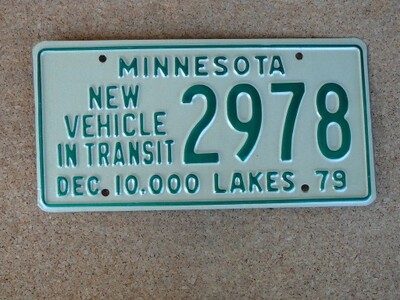 MINNESOTA
NEW
VEHICLE
IN TRANSIT
2978
DEC 10,000 LAKES 79